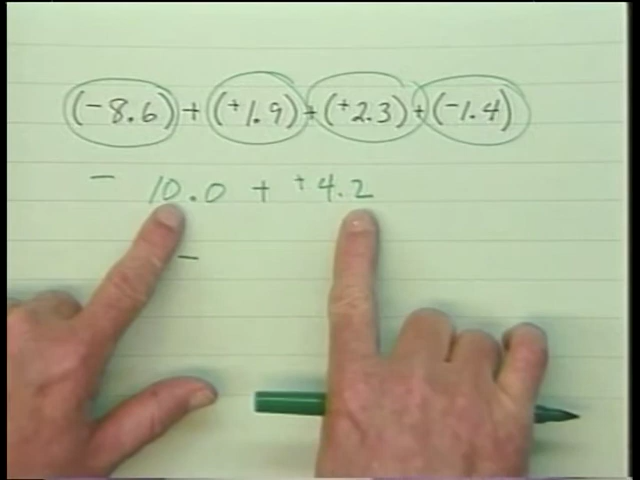 (-8.6) + (+1.9) + (+2.3) + (-1.4)
- 10.0 + +4.2
-